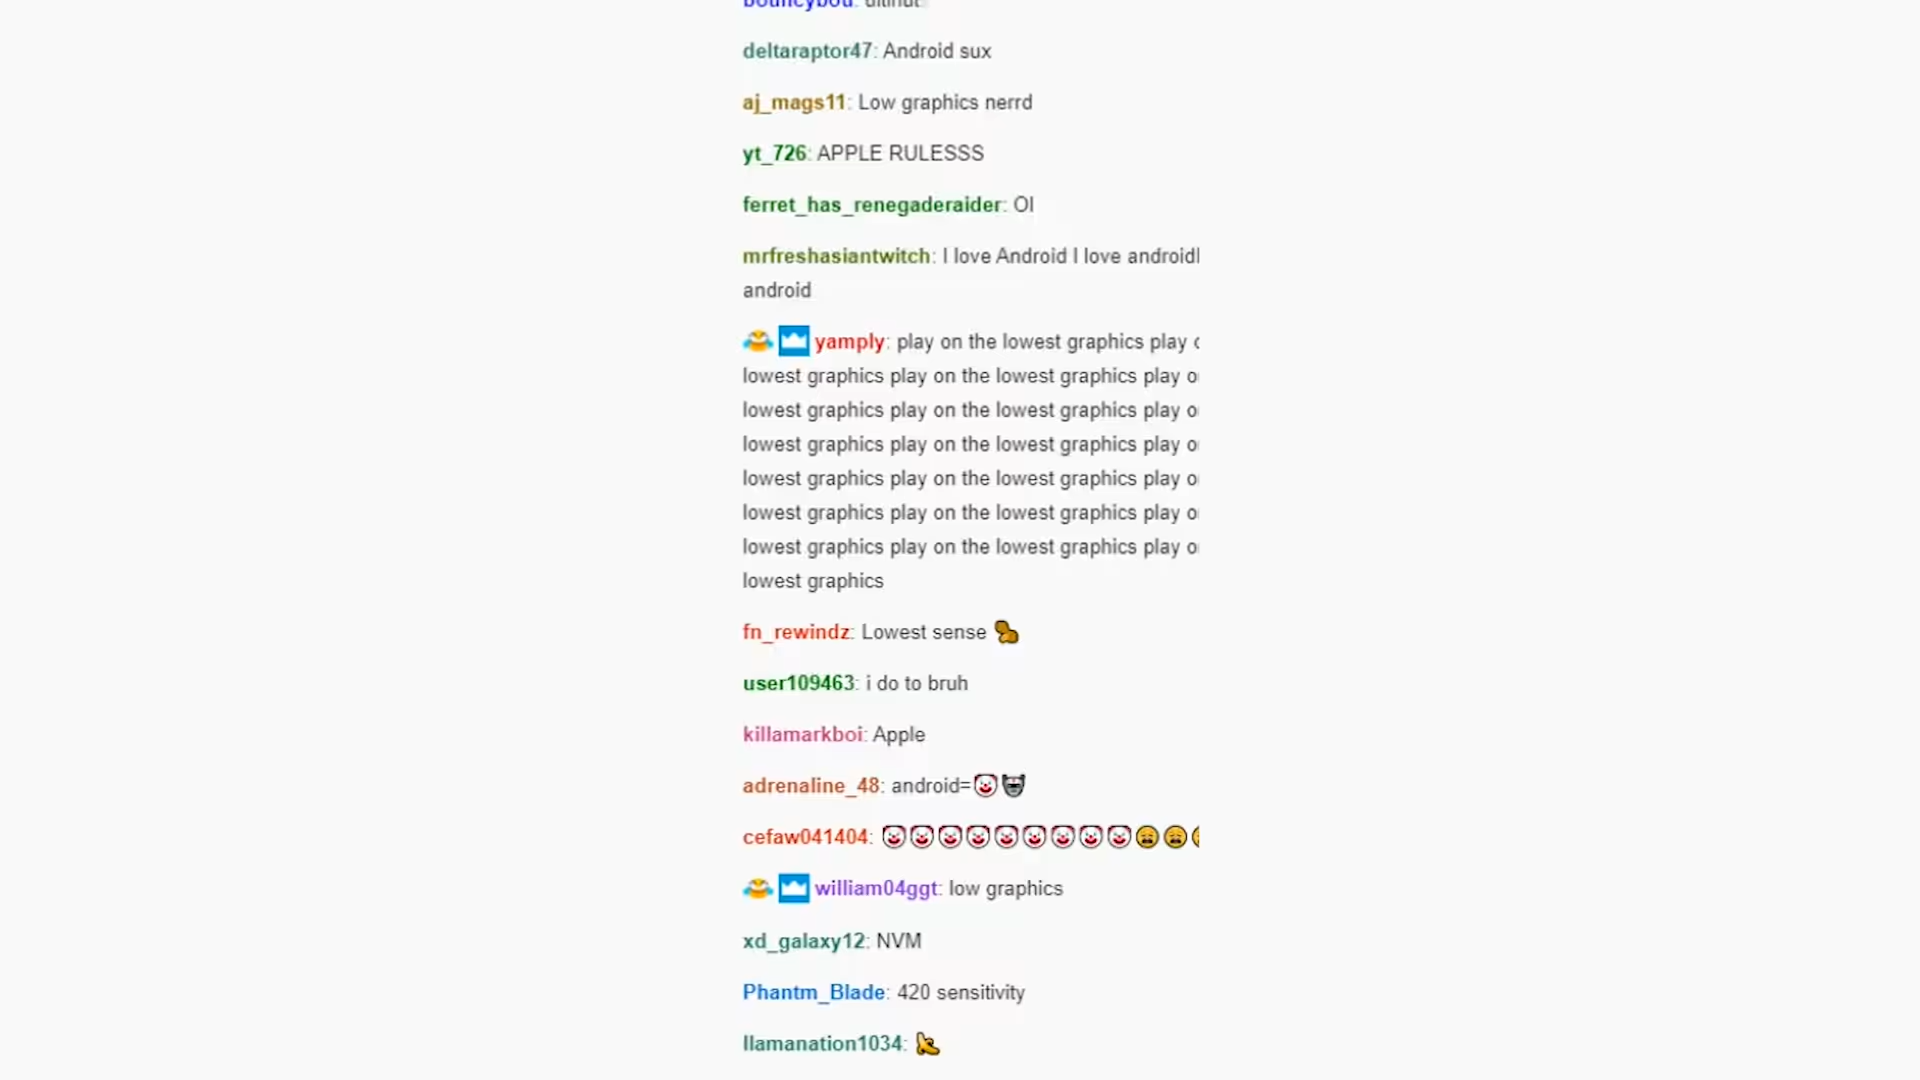 deltaraptor47: Android sux
aj_mags11: Low graphics nerrd
yt_726: APPLE RULESSS
ferret_has_renegaderaider: OI
mrfreshasiantwitch: I love Android I love android
android
yamply: play on the lowest graphics play
lowest graphics play on the lowest graphics play o
lowest graphics play on the lowest graphics play o
lowest graphics play on the lowest graphics play o
lowest graphics play on the lowest graphics play o
lowest graphics play on the lowest graphics play o
lowest graphics play on the lowest graphics play o
lowest graphics
fn_rewindz: Lowest sense 🥜
user109463: i do to bruh
killamarkboi: Apple
adrenaline_48: android=🤡
cefaw041404: 🤡🤡🤡🤡🤡🤡🤡🤡🤡😩😩
william04ggt: low graphics
xd_galaxy12: NVM
Phantm_Blade: 420 sensitivity
llamanation1034: